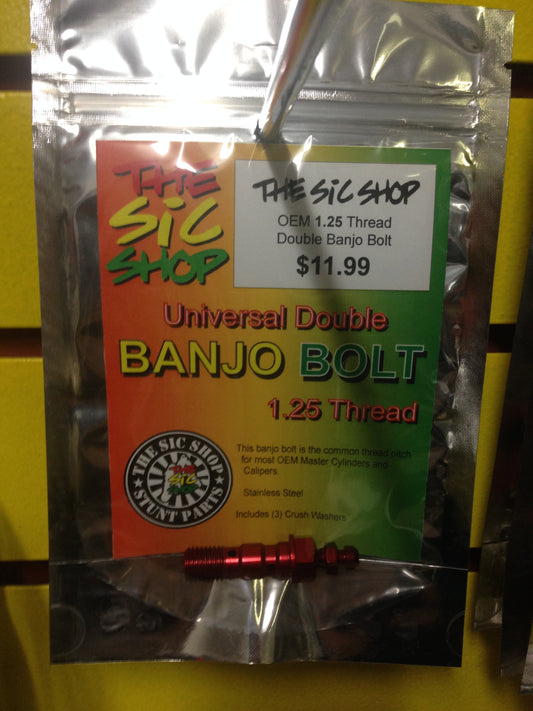 THE
SiC
SHOP
THE SiC SHOP
OEM 1.25 Thread
Double Banjo Bolt
$11.99
Universal Double
BANJO BOLT
1.25 Thread
THE SIC SHOP
THE
SiC
STUNT PARTS
This banjo bolt is the common thread pitch
for most OEM Master Cylinders and
Calipers.
Stainless Steel
Includes (3) Crush Washers